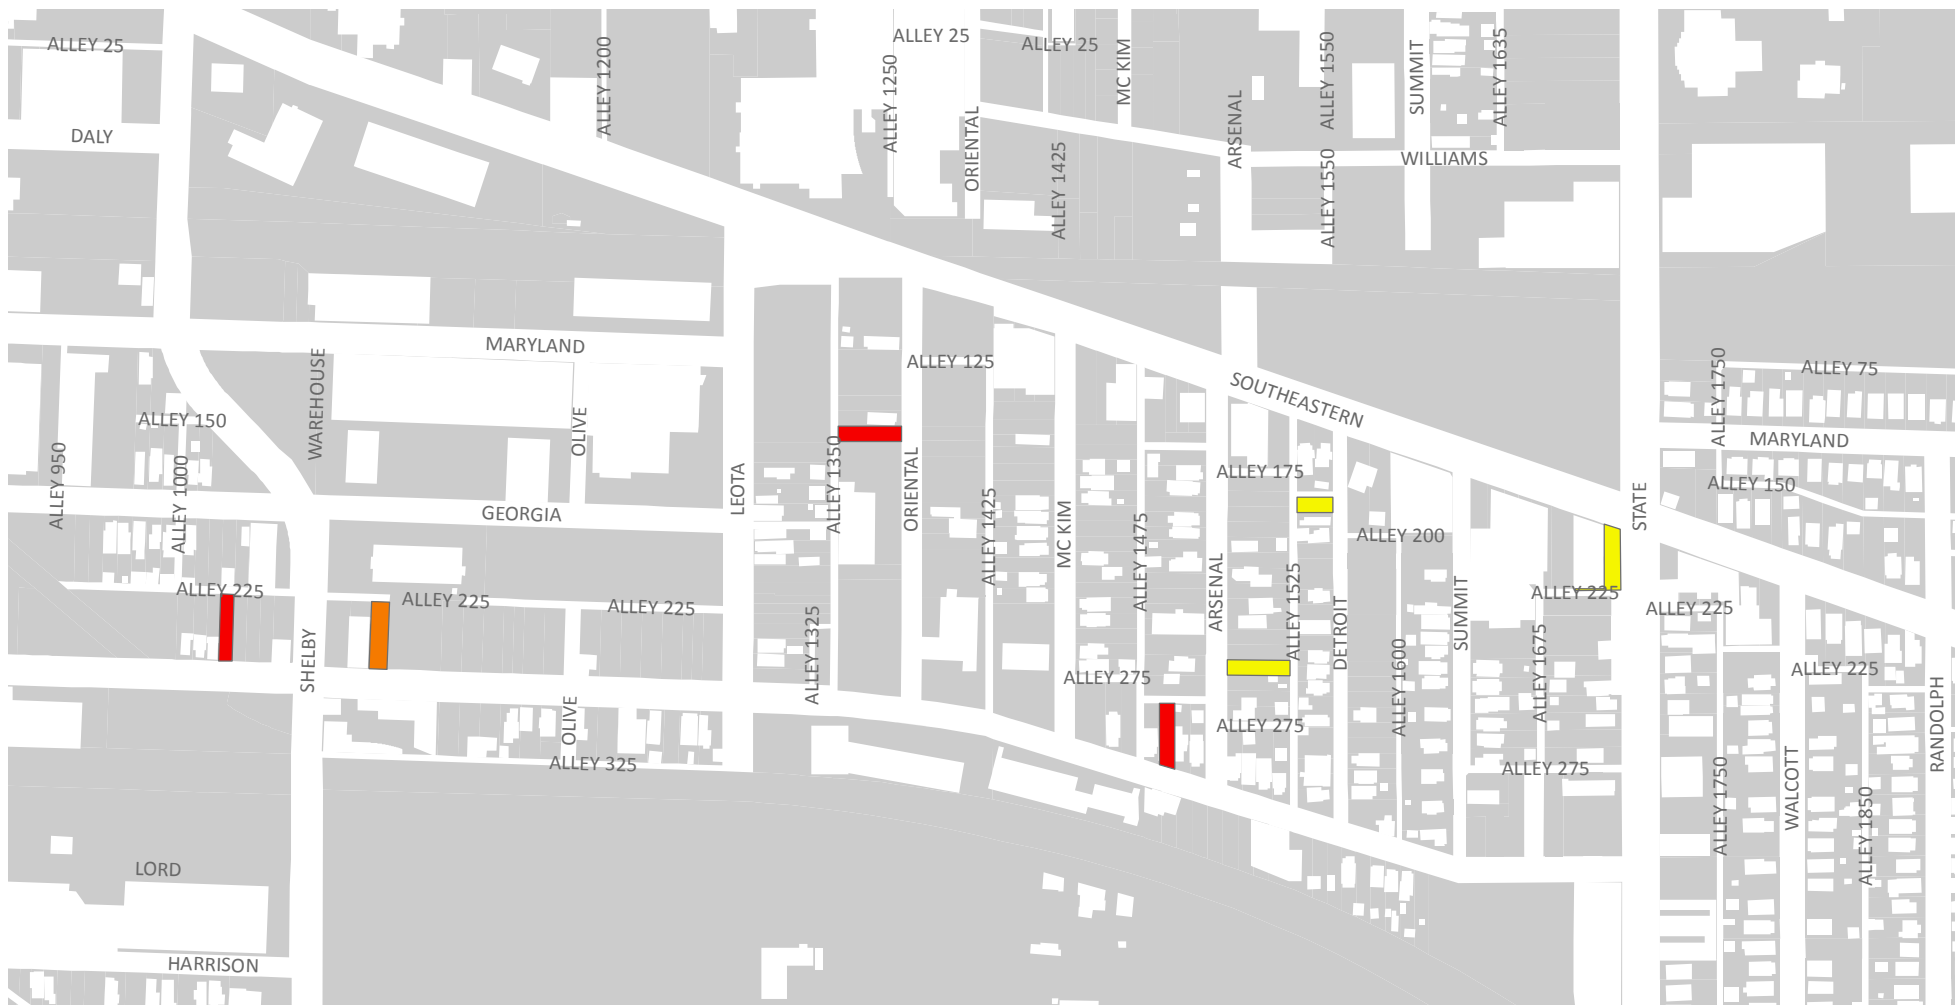 ALLEY 25
ALLEY 1200
ALLEY 25
ALLEY 1250
ALLEY 25
MC KIM
ALLEY 1550
SUMMIT
ALLEY 1635
DALY
ORIENTAL
ARSENAL
WILLIAMS
ALLEY 1425
ALLEY 1550
MARYLAND
WAREHOUSE
ALLEY 125
SOUTHEASTERN
ALLEY 1750
ALLEY 75
ALLEY 150
OLIVE
MARYLAND
ALLEY 950
ALLEY 1000
LEOTA
ALLEY 1350
ORIENTAL
ALLEY 175
ALLEY 150
GEORGIA
ALLEY 1425
MC KIM
ALLEY 1475
STATE
ALLEY 200
ALLEY 225
ALLEY 225
ALLEY 225
ARSENAL
ALLEY 1525
ALLEY 225
ALLEY 225
SHELBY
ALLEY 1325
DETROIT
SUMMIT
ALLEY 275
ALLEY 1600
ALLEY 1675
ALLEY 225
OLIVE
ALLEY 275
RANDOLPH
ALLEY 325
ALLEY 275
ALLEY 1750
WALCOTT
ALLEY 1850
LORD
HARRISON